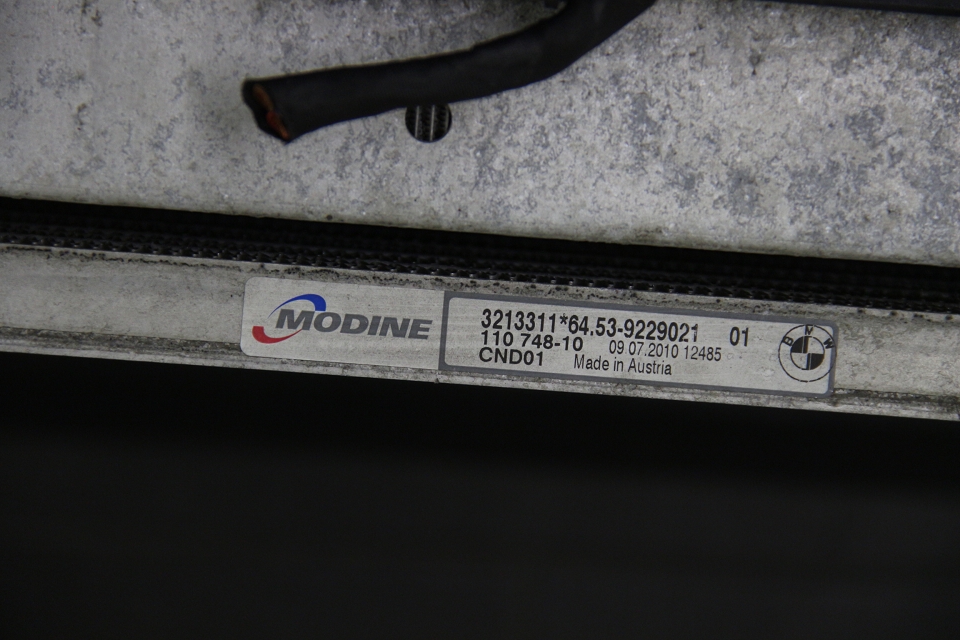 MODINE
3213311*64.53-9229021 01
110 748-10 09 07.2010 12485
CND01 Made in Austria
BMW